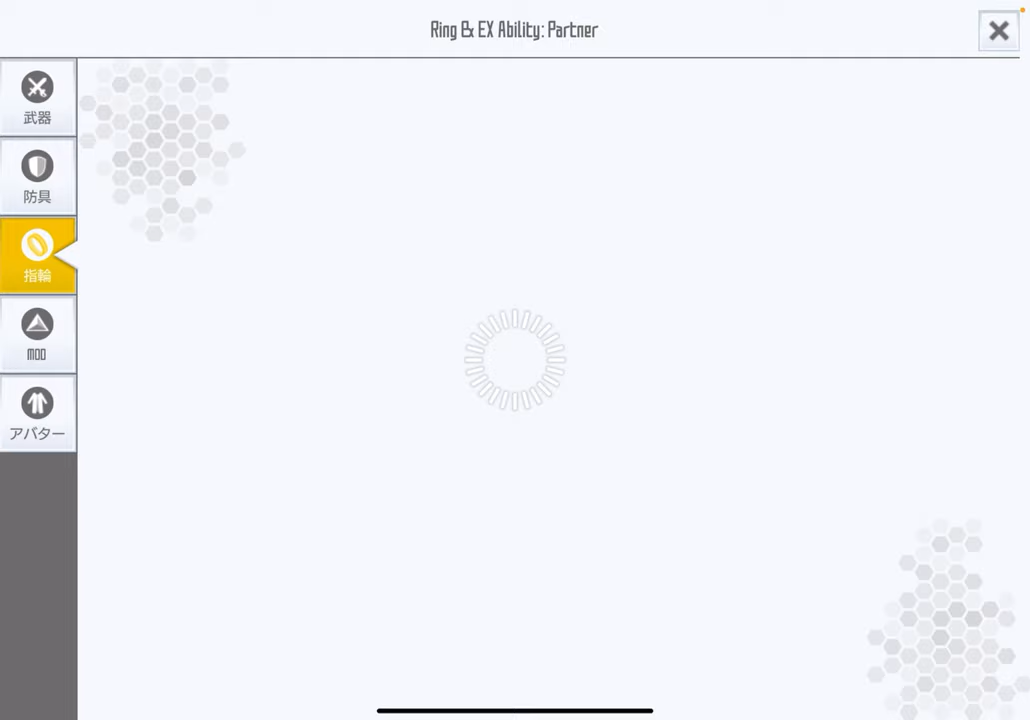 Ring & EX Ability: Partner
武器
防具
指輪
MOD
アバター